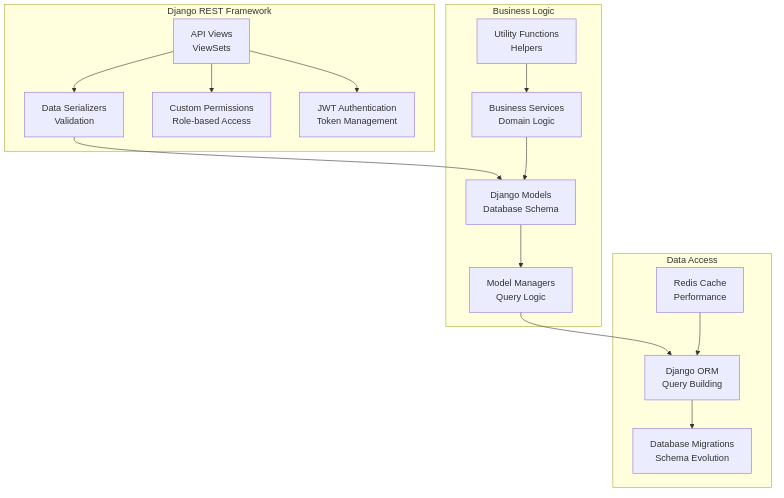 Django REST Framework
API Views
ViewSets
Data Serializers
Validation
Custom Permissions
Role-based Access
JWT Authentication
Token Management
Business Logic
Utility Functions
Helpers
Business Services
Domain Logic
Django Models
Database Schema
Model Managers
Query Logic
Data Access
Redis Cache
Performance
Django ORM
Query Building
Database Migrations
Schema Evolution